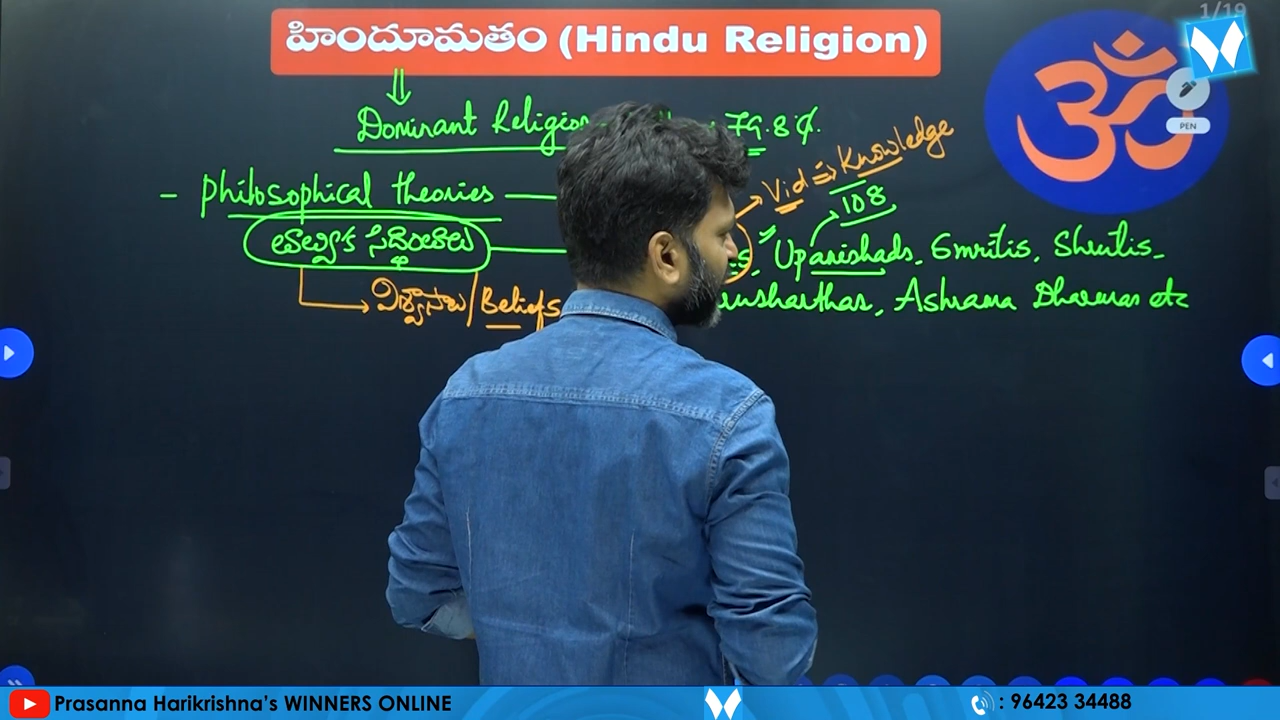 1/19
హిందూమతం (Hindu Religion)
PEN
Dominant Religion 79.8%.
Vid ⇒ Knowledge
- philosophical theories
108
తాత్విక సిద్ధాంతాలు
Upanishads, Smritis, Shrutis
విశ్వాసాలు/Beliefs
Ashrama Dharmas etc
Prasanna Harikrishna's WINNERS ONLINE
: 96423 34488